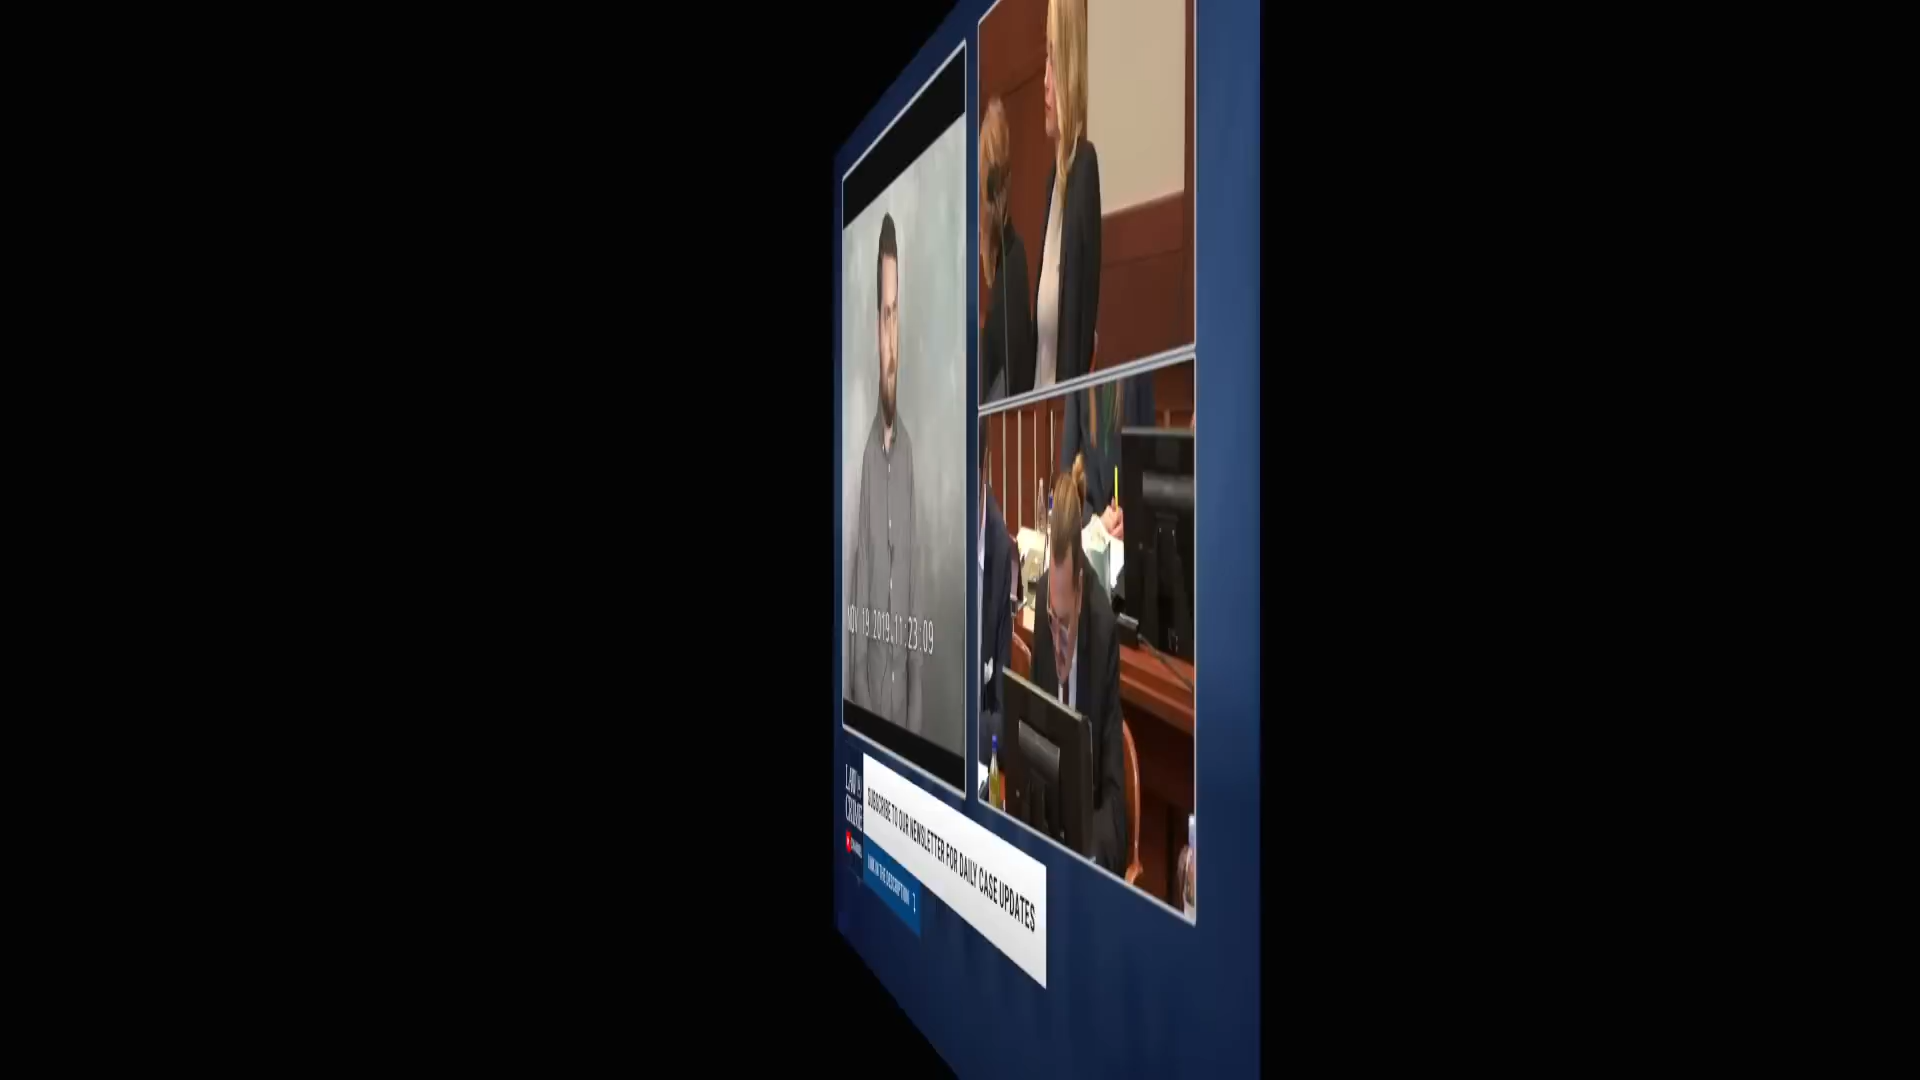 NOV 19 2019 11:23:09
LAW &
CRIME
SUBSCRIBE TO OUR NEWSLETTER FOR DAILY CASE UPDATES
LINK IN THE DESCRIPTION